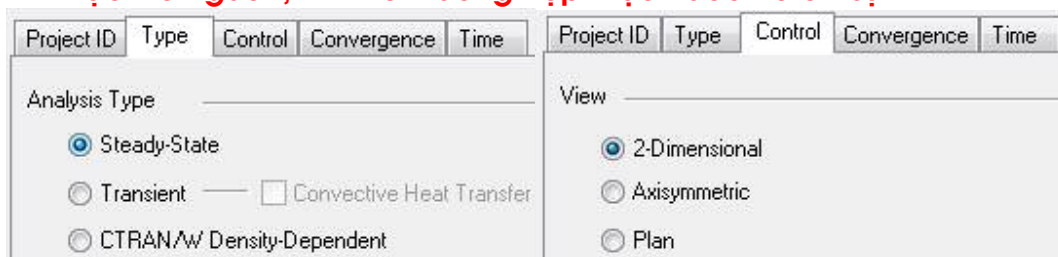 Project ID Type Control Convergence Time
Analysis Type
Steady-State
Transient Convective Heat Transfer
CTRAN/W Density-Dependent
Project ID Type Control Convergence Time
View
2-Dimensional
Axisymmetric
Plan